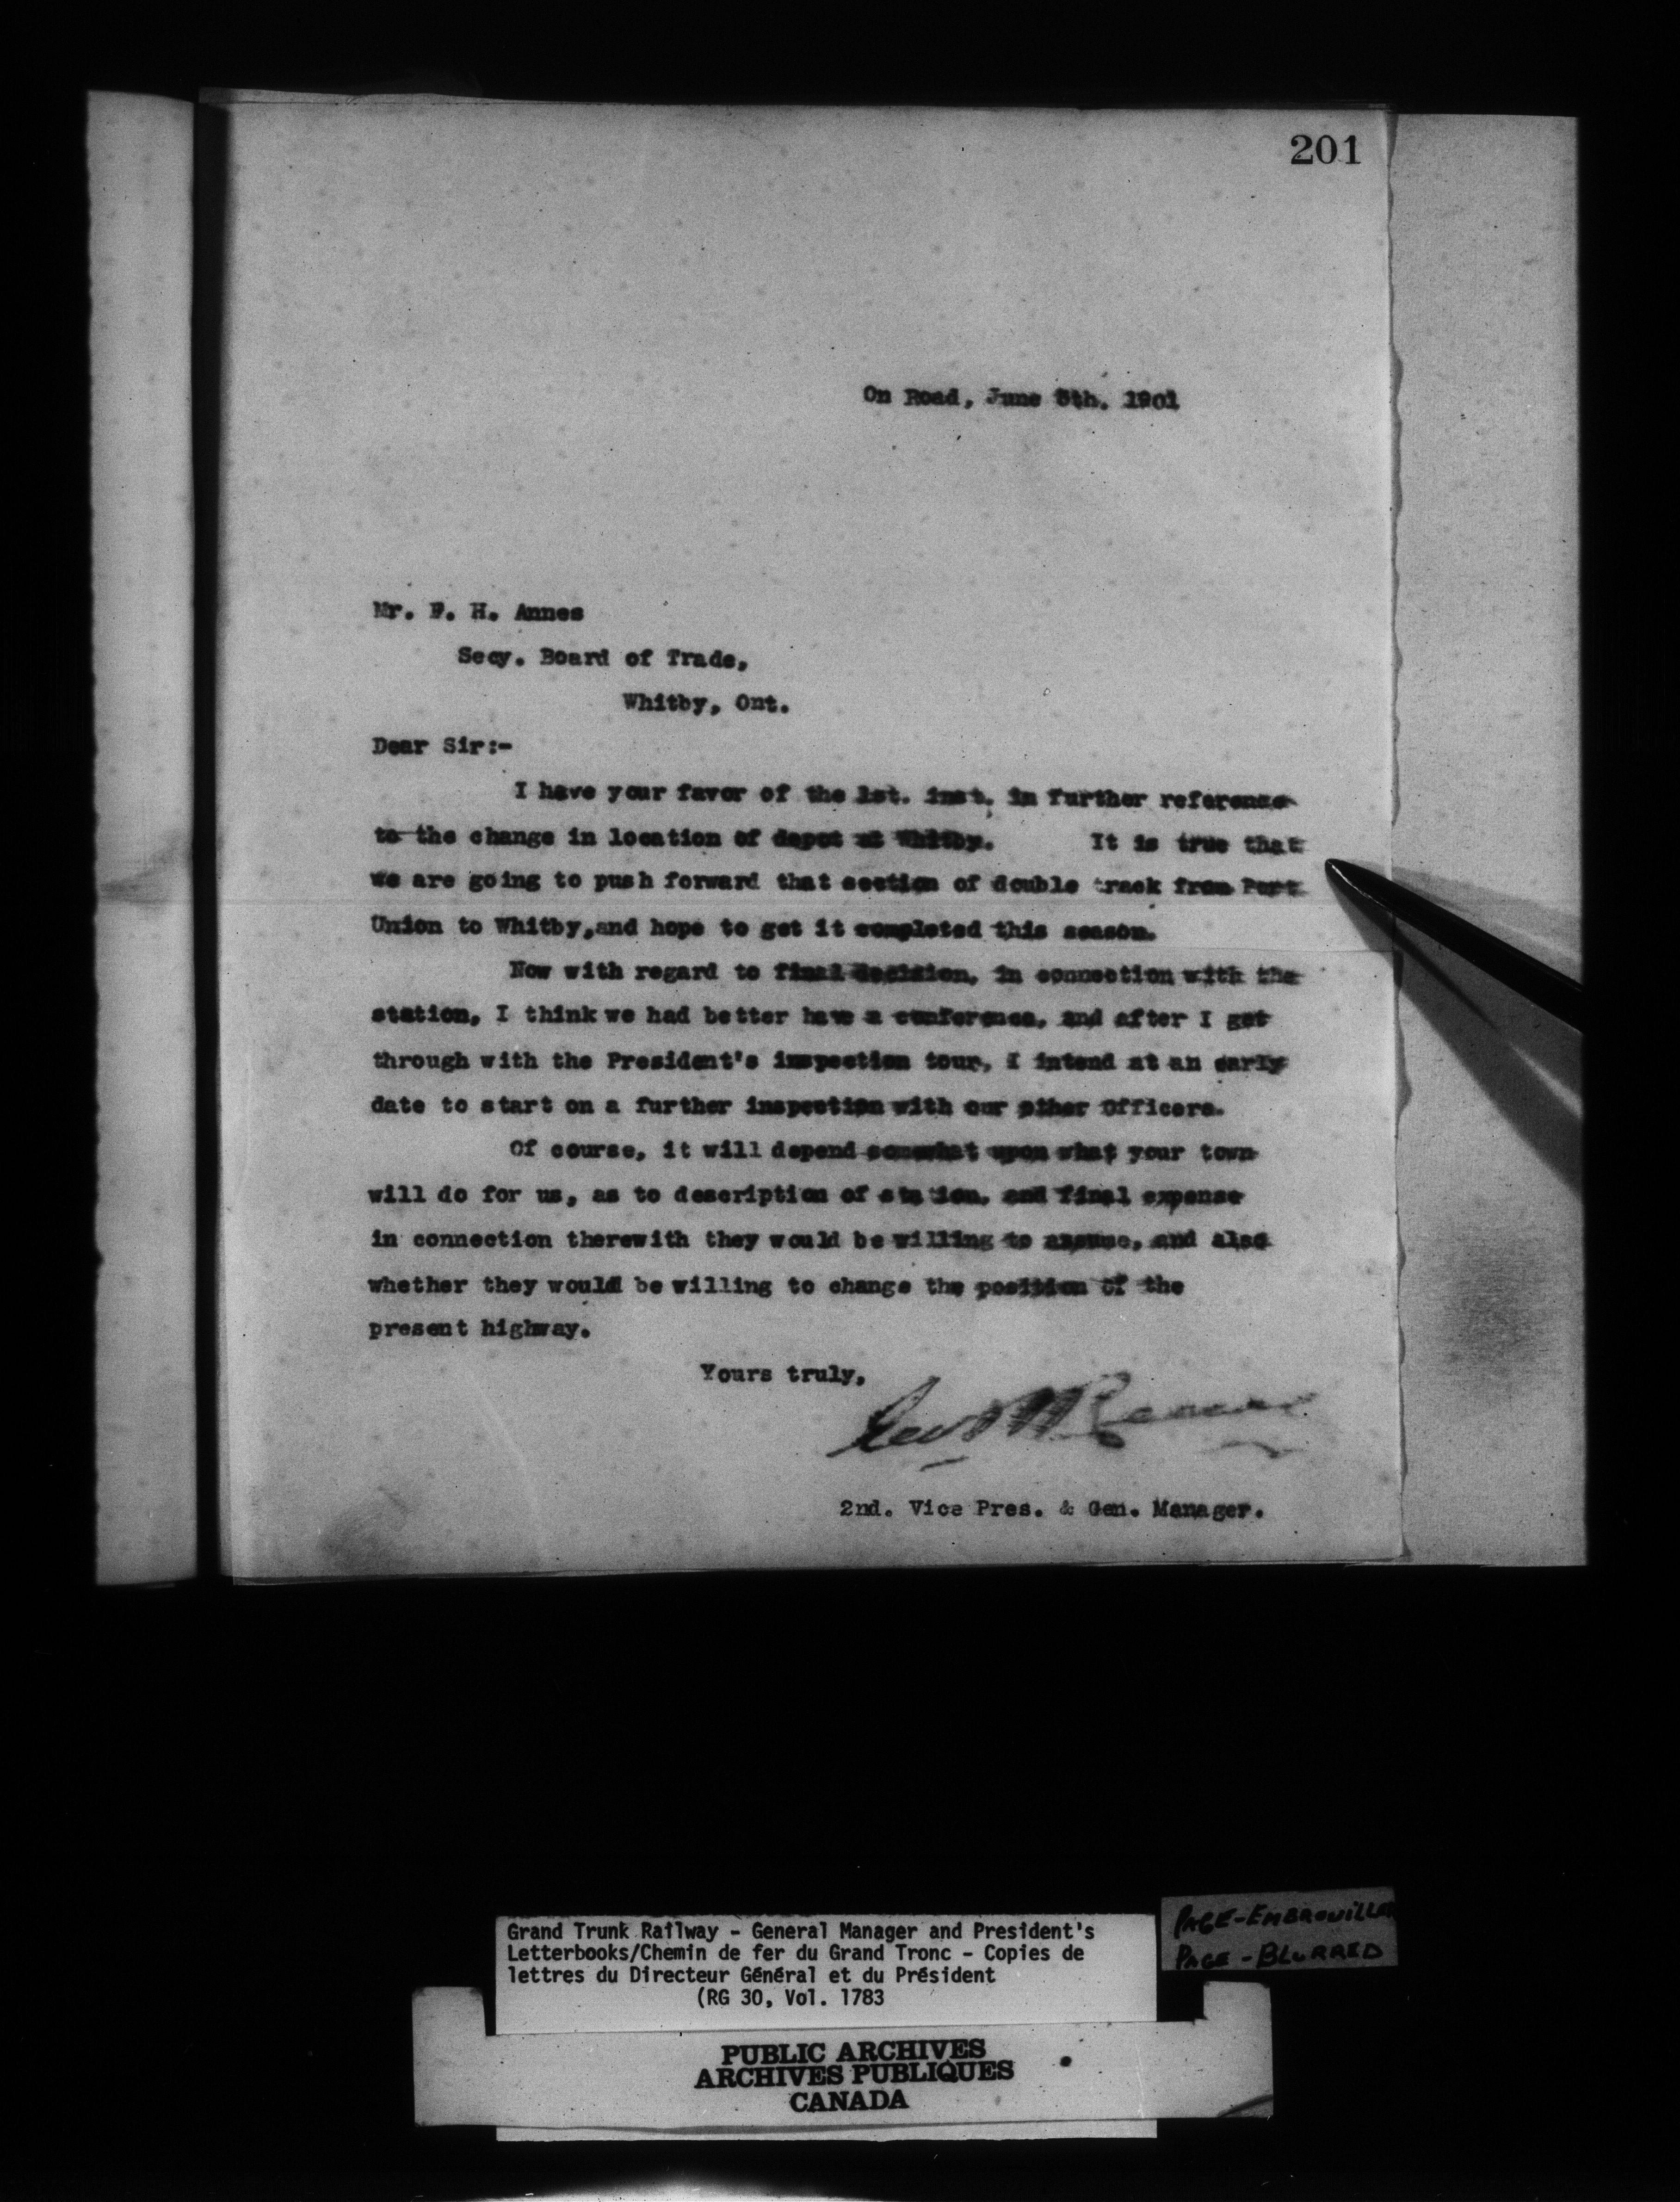 201
On Road, June 5th. 1901
Mr. F. H. Annes
Secy. Board of Trade,
Whitby, Ont.
Dear Sir:-
I have your favor of the 1st. inst. in further reference
to the change in location of depot at Whitby. It is true that
we are going to push forward that section of double track from Port
Union to Whitby,and hope to get it completed this season.
Now with regard to final decision, in connection with the
station, I think we had better have a conference, and after I get
through with the President's inspection tour, I intend at an early
date to start on a further inspection with our other Officers.
Of course, it will depend somewhat upon what your town
will do for us, as to description of station, and final expense
in connection therewith they would be willing to assume, and also
whether they would be willing to change the position of the
present highway.
Yours truly,
2nd. Vice Pres. & Gen. Manager.
Grand Trunk Railway - General Manager and President's
Letterbooks/Chemin de fer du Grand Tronc - Copies de
lettres du Directeur Général et du Président
(RG 30, Vol. 1783
PAGE-EMBROUILLEE
PAGE-BLURRED
PUBLIC ARCHIVES
ARCHIVES PUBLIQUES
CANADA